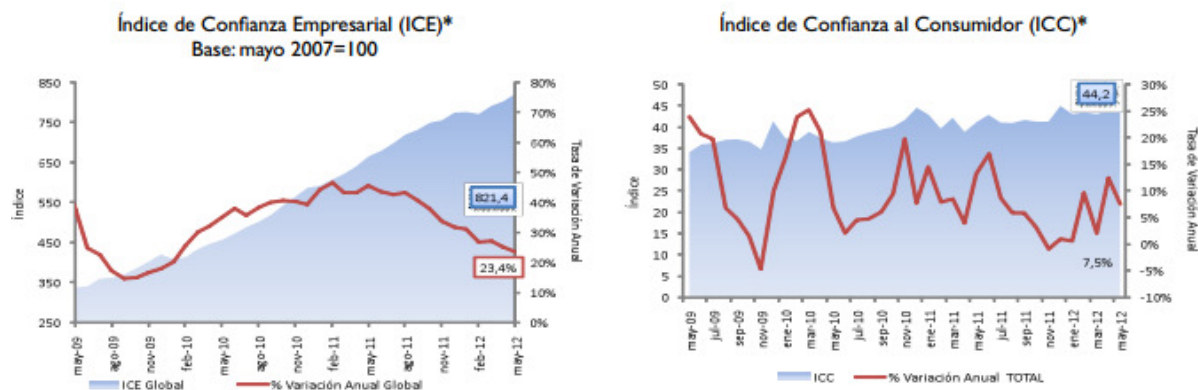 Índice de Confianza Empresarial (ICE)*
Base: mayo 2007=100
850
750
650
550
450
350
250
Índice
80%
70%
60%
50%
40%
30%
20%
10%
0%
Tasa de Variación Anual
821,4
23,4%
may-09
ago-09
nov-09
feb-10
may-10
ago-10
nov-10
feb-11
may-11
ago-11
nov-11
feb-12
may-12
ICE Global
% Variación Anual Global
Índice de Confianza al Consumidor (ICC)*
50
45
40
35
30
25
20
15
10
5
0
Índice
30%
25%
20%
15%
10%
5%
0%
-5%
-10%
Tasa de Variación Anual
44,2
7,5%
may-09
jul-09
sep-09
nov-09
ene-10
mar-10
may-10
jul-10
sep-10
nov-10
ene-11
mar-11
may-11
jul-11
sep-11
nov-11
ene-12
mar-12
may-12
ICC
% Variación Anual TOTAL